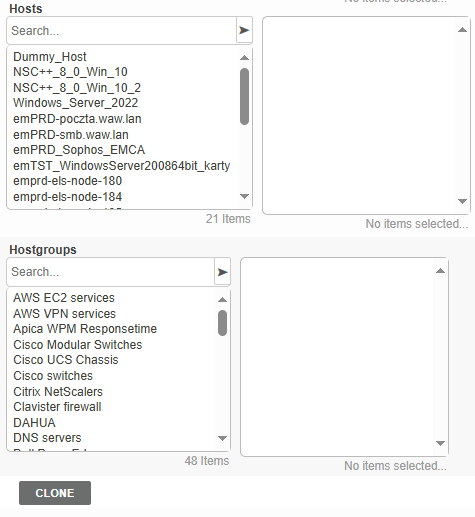 No items selected...
Hosts
Search...
Dummy_Host
NSC++_8_0_Win_10
NSC++_8_0_Win_10_2
Windows_Server_2022
emPRD-poczta.waw.lan
emPRD-smb.waw.lan
emPRD_Sophos_EMCA
emTST_WindowsServer200864bit_karty
emprd-els-node-180
emprd-els-node-184
21 Items
No items selected...
Hostgroups
Search...
AWS EC2 services
AWS VPN services
Apica WPM Responsetime
Cisco Modular Switches
Cisco UCS Chassis
Cisco switches
Citrix NetScalers
Clavister firewall
DAHUA
DNS servers
48 Items
No items selected...
CLONE